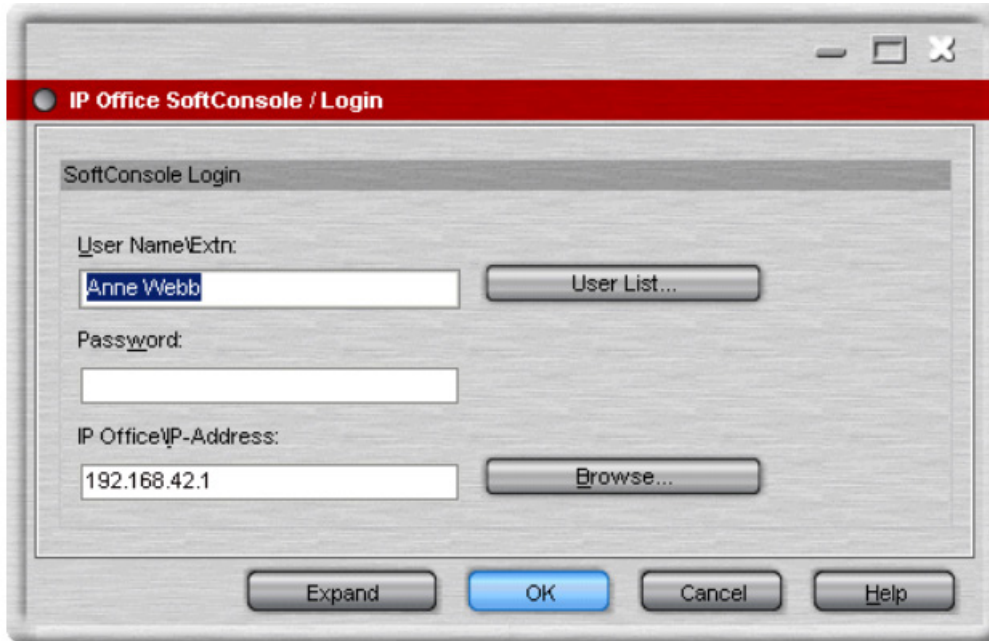 IP Office SoftConsole / Login
SoftConsole Login
User Name\Extn:
Anne Webb
User List...
Password:
IP Office\IP-Address:
192.168.42.1
Browse...
Expand
OK
Cancel
Help